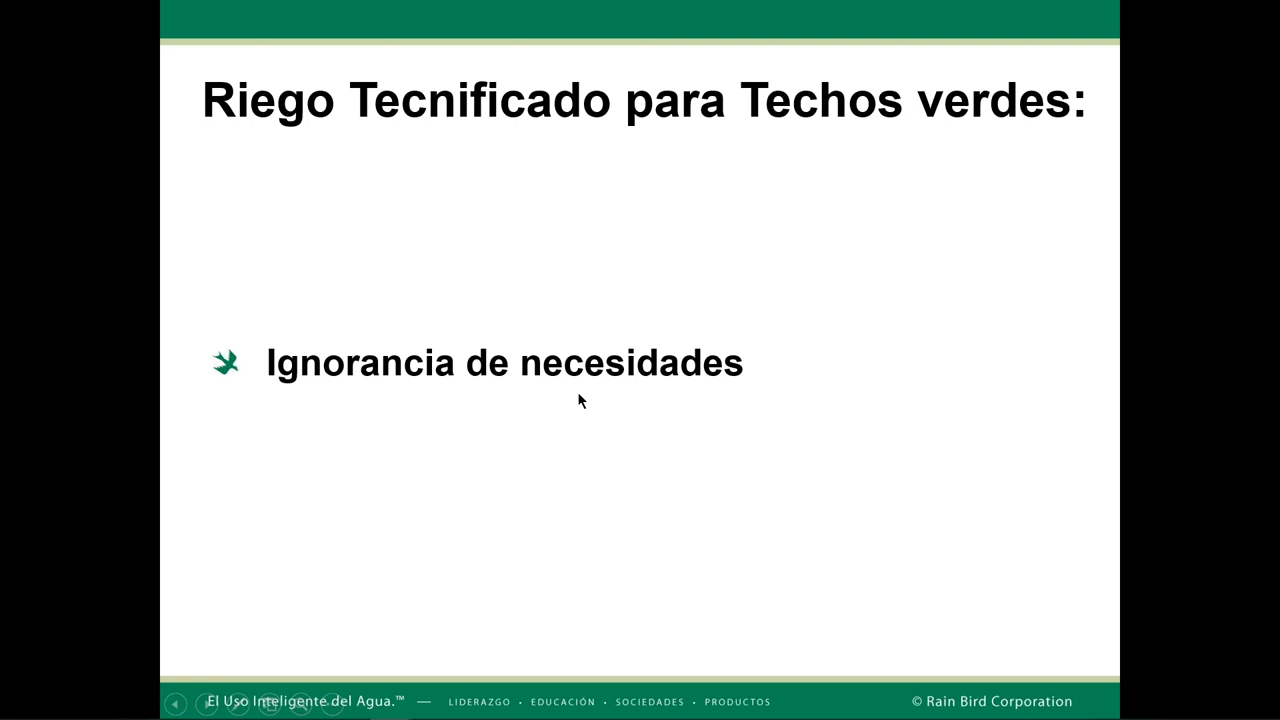 Riego Tecnificado para Techos verdes:
Ignorancia de necesidades
El Uso Inteligente del Agua.™ — LIDERAZGO • EDUCACIÓN • SOCIEDADES • PRODUCTOS © Rain Bird Corporation